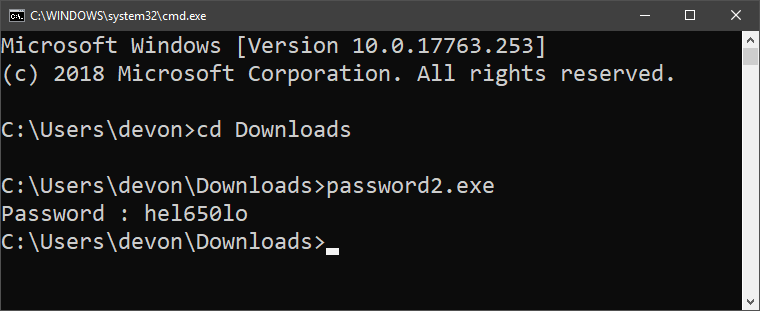 C:\WINDOWS\system32\cmd.exe
Microsoft Windows [Version 10.0.17763.253]
(c) 2018 Microsoft Corporation. All rights reserved.
C:\Users\devon>cd Downloads
C:\Users\devon\Downloads>password2.exe
Password : hel650lo
C:\Users\devon\Downloads>